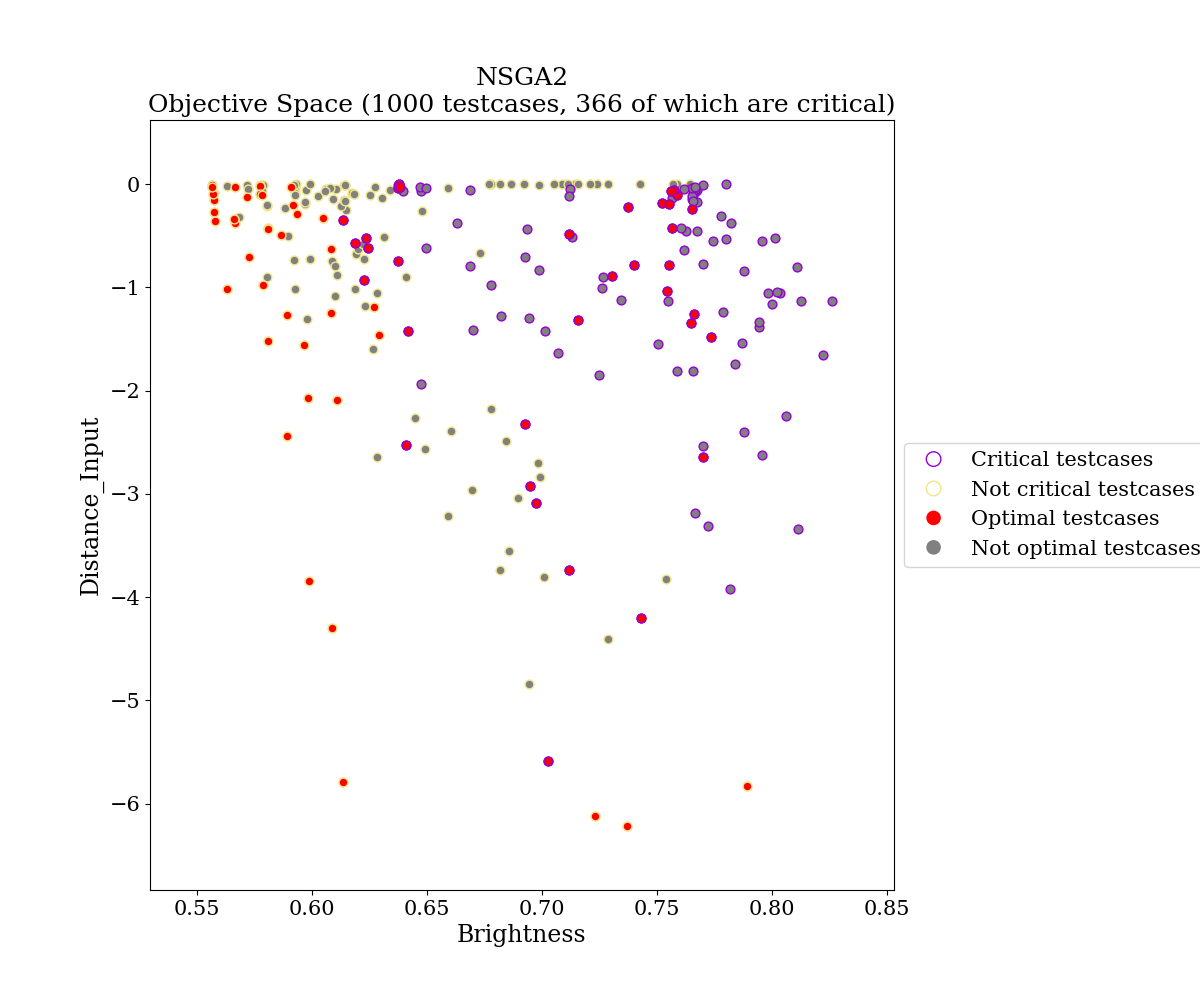 NSGA2
Objective Space (1000 testcases, 366 of which are critical)
0
−1
−2
−3
−4
−5
−6
Distance_Input
0.55 0.60 0.65 0.70 0.75 0.80 0.85
Brightness
Critical testcases
Not critical testcases
Optimal testcases
Not optimal testcases